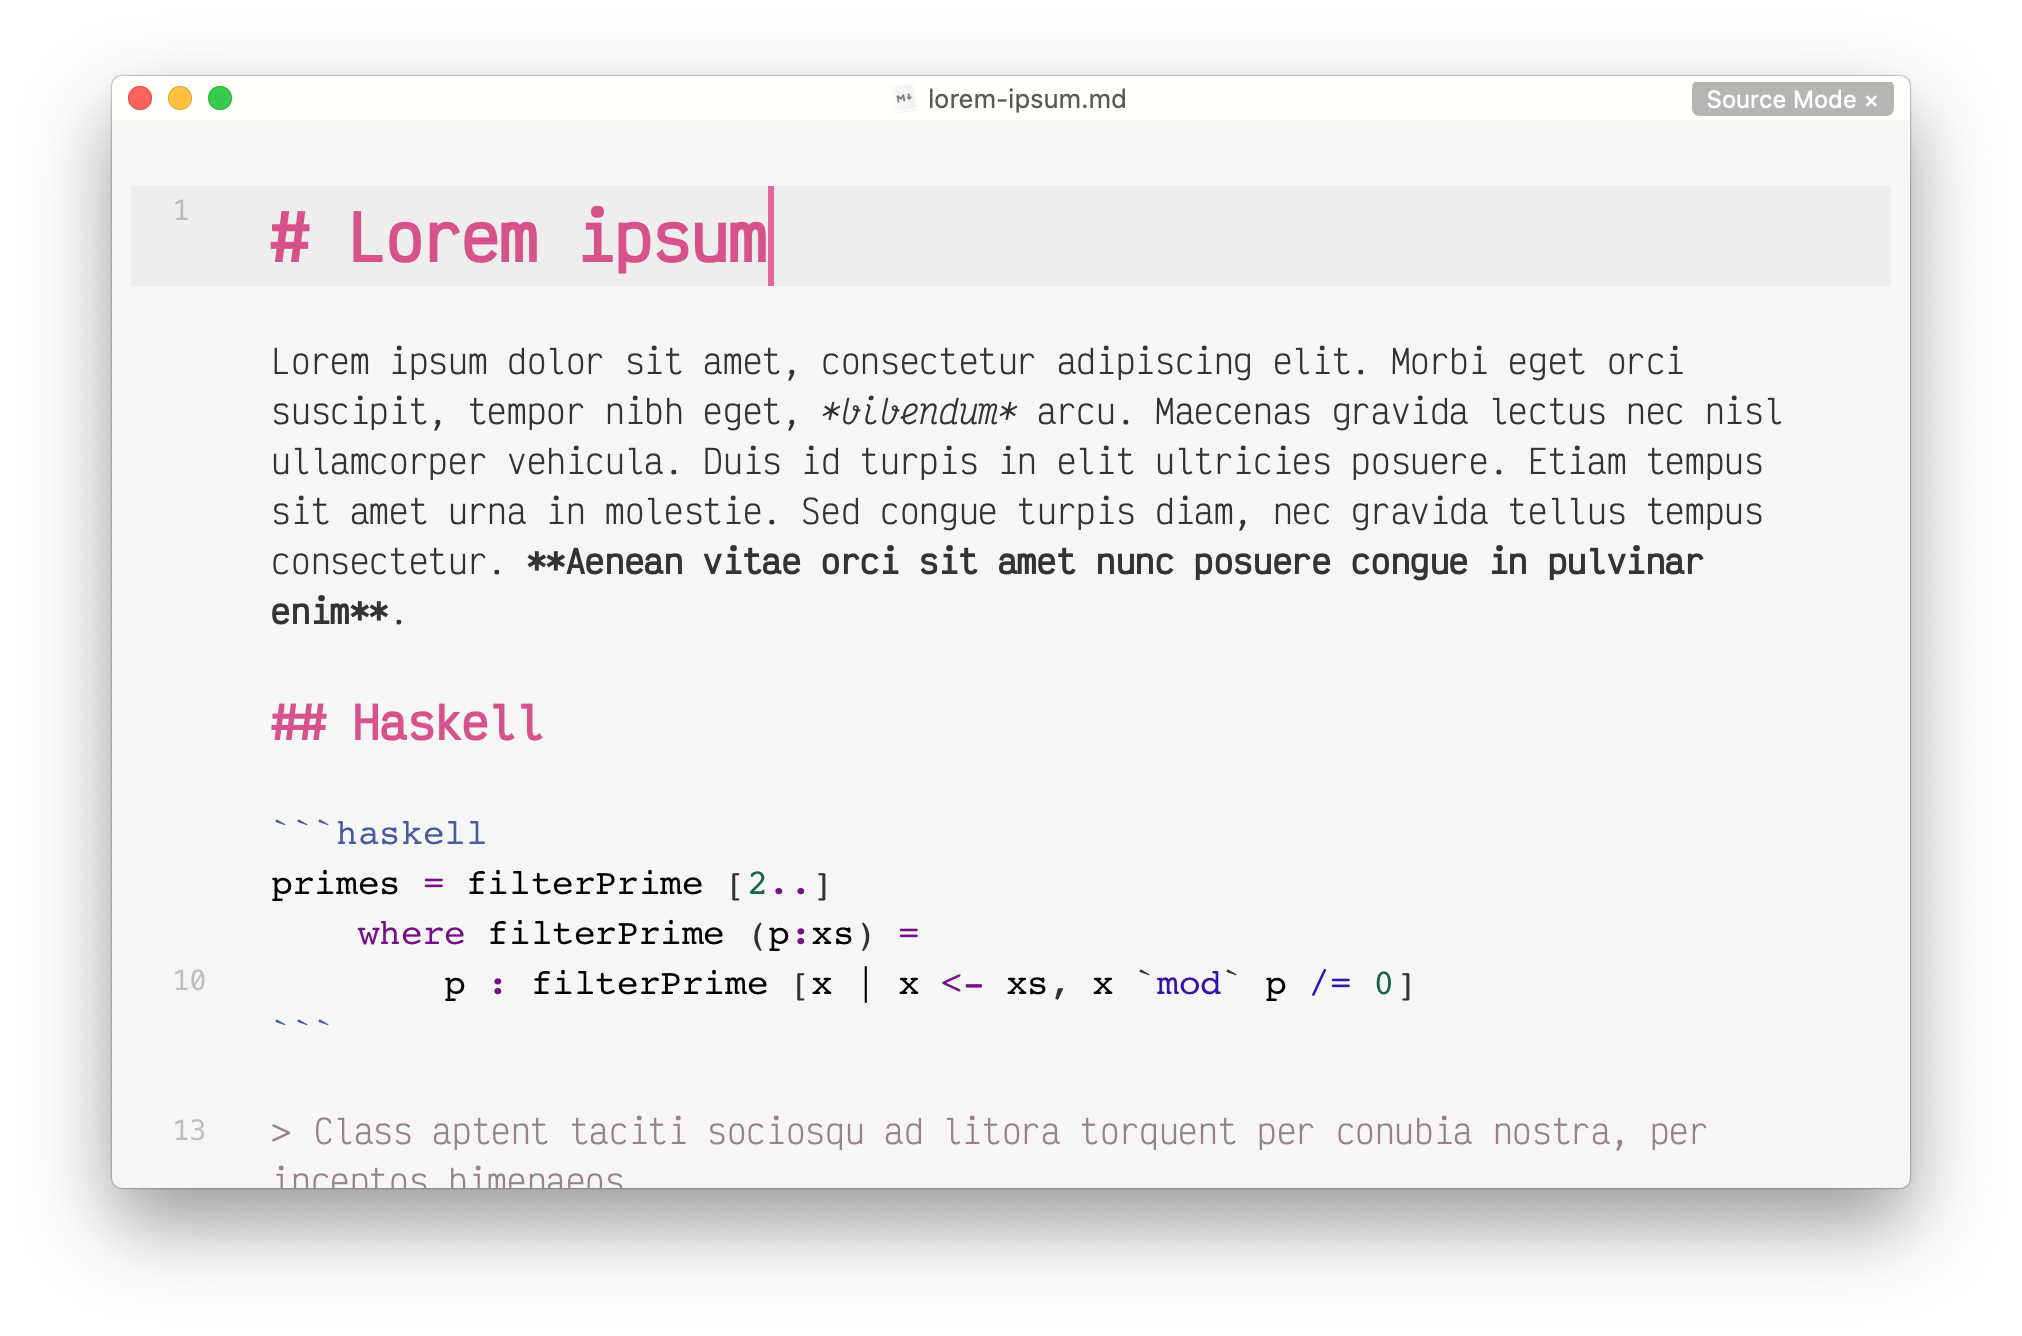 lorem-ipsum.md
Source Mode ×
1
# Lorem ipsum
Lorem ipsum dolor sit amet, consectetur adipiscing elit. Morbi eget orci
suscipit, tempor nibh eget, *bibendum* arcu. Maecenas gravida lectus nec nisl
ullamcorper vehicula. Duis id turpis in elit ultricies posuere. Etiam tempus
sit amet urna in molestie. Sed congue turpis diam, nec gravida tellus tempus
consectetur. **Aenean vitae orci sit amet nunc posuere congue in pulvinar
enim**.
## Haskell
```haskell
primes = filterPrime [2..]
    where filterPrime (p:xs) =
10        p : filterPrime [x | x <- xs, x `mod` p /= 0]
```
13 > Class aptent taciti sociosqu ad litora torquent per conubia nostra, per
inceptos himenaeos